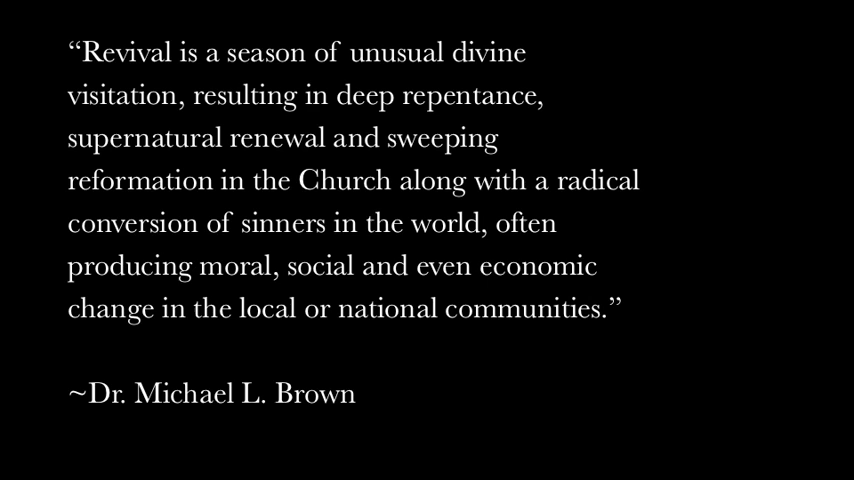 “Revival is a season of unusual divine
visitation, resulting in deep repentance,
supernatural renewal and sweeping
reformation in the Church along with a radical
conversion of sinners in the world, often
producing moral, social and even economic
change in the local or national communities.”
~Dr. Michael L. Brown